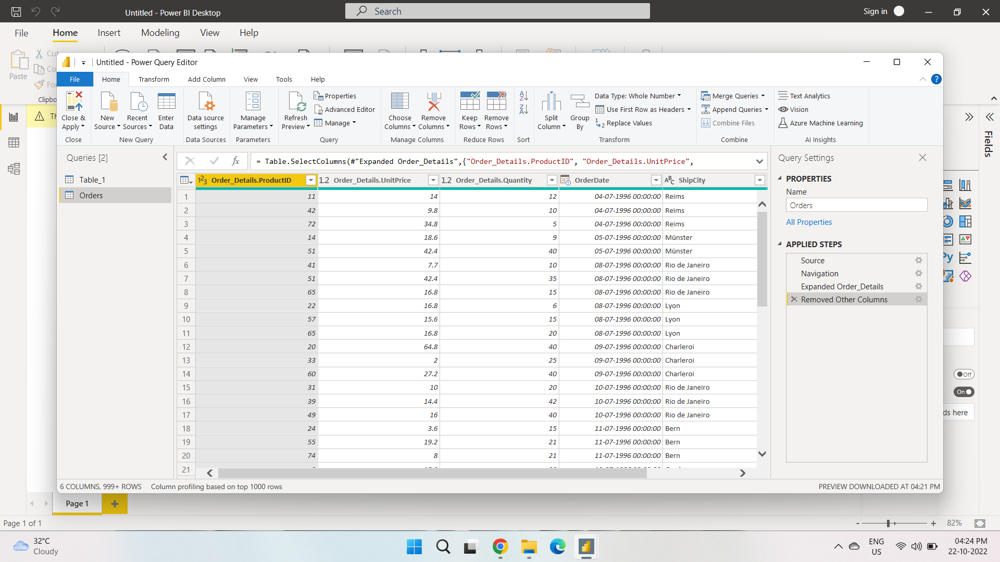 Untitled - Power BI Desktop
Search
Sign in
File Home Insert Modeling View Help
Paste
Cut
Untitled - Power Query Editor
File Home Transform Add Column View Tools Help
Close & Apply
Close
New Source
Recent Sources
Enter Data
New Query
Data source settings
Data Sources
Manage Parameters
Parameters
Refresh Preview
Properties
Advanced Editor
Manage
Query
Choose Columns
Remove Columns
Manage Columns
Keep Rows
Remove Rows
Reduce Rows
Sort
Split Column
Group By
Data Type: Whole Number
Use First Row as Headers
Replace Values
Transform
Merge Queries
Append Queries
Combine Files
Combine
Text Analytics
Vision
Azure Machine Learning
AI Insights
Queries [2]
Table_1
Orders
= Table.SelectColumns(#"Expanded Order_Details",{"Order_Details.ProductID", "Order_Details.UnitPrice",
Order_Details.ProductID 1.2 Order_Details.UnitPrice 1.2 Order_Details.Quantity OrderDate ShipCity
1 11 14 12 04-07-1996 00:00:00 Reims
2 42 9.8 10 04-07-1996 00:00:00 Reims
3 72 34.8 5 04-07-1996 00:00:00 Reims
4 14 18.6 9 05-07-1996 00:00:00 Münster
5 51 42.4 40 05-07-1996 00:00:00 Münster
6 41 7.7 10 08-07-1996 00:00:00 Rio de Janeiro
7 51 42.4 35 08-07-1996 00:00:00 Rio de Janeiro
8 65 16.8 15 08-07-1996 00:00:00 Rio de Janeiro
9 22 16.8 6 08-07-1996 00:00:00 Lyon
10 57 15.6 15 08-07-1996 00:00:00 Lyon
11 65 16.8 20 08-07-1996 00:00:00 Lyon
12 20 64.8 40 09-07-1996 00:00:00 Charleroi
13 33 2 25 09-07-1996 00:00:00 Charleroi
14 60 27.2 40 09-07-1996 00:00:00 Charleroi
15 31 10 20 10-07-1996 00:00:00 Rio de Janeiro
16 39 14.4 42 10-07-1996 00:00:00 Rio de Janeiro
17 49 16 40 10-07-1996 00:00:00 Rio de Janeiro
18 24 3.6 15 11-07-1996 00:00:00 Bern
19 55 19.2 21 11-07-1996 00:00:00 Bern
20 74 8 21 11-07-1996 00:00:00 Bern
21
Query Settings
PROPERTIES
Name
Orders
All Properties
APPLIED STEPS
Source
Navigation
Expanded Order_Details
Removed Other Columns
6 COLUMNS, 999+ ROWS Column profiling based on top 1000 rows
PREVIEW DOWNLOADED AT 04:21 PM
Fields
Py
Off
On
ds here
Page 1
Page 1 of 1
- + 82%
32°C
Cloudy
ENG
US
04:24 PM
22-10-2022